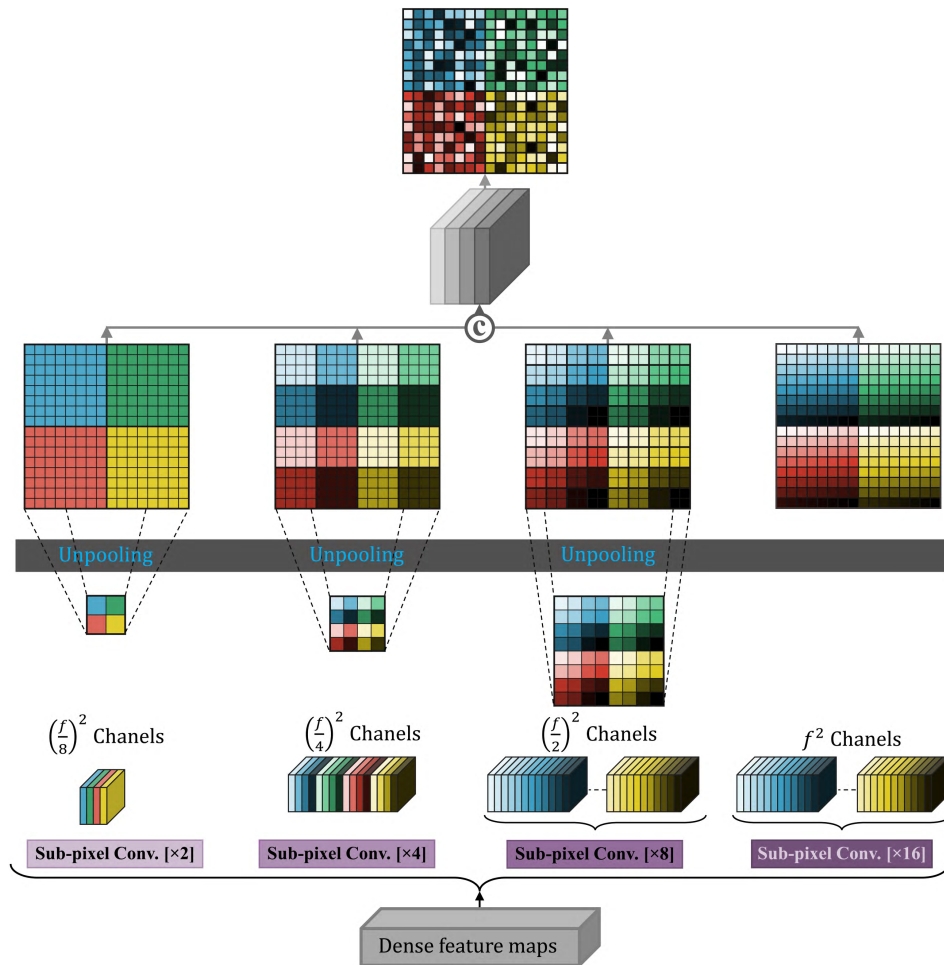 C
Unpooling Unpooling Unpooling
(f/8)² Chanels (f/4)² Chanels (f/2)² Chanels f² Chanels
Sub-pixel Conv. [×2] Sub-pixel Conv. [×4] Sub-pixel Conv. [×8] Sub-pixel Conv. [×16]
Dense feature maps